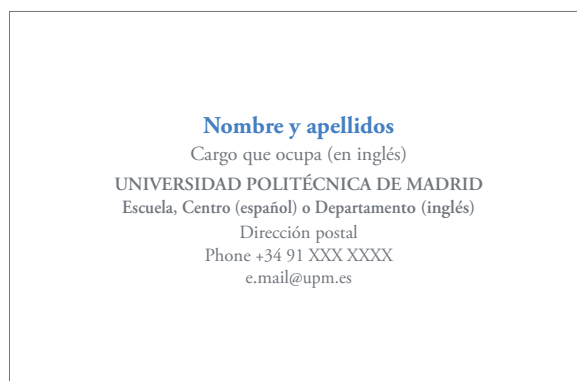 Nombre y apellidos
Cargo que ocupa (en inglés)
UNIVERSIDAD POLITÉCNICA DE MADRID
Escuela, Centro (español) o Departamento (inglés)
Dirección postal
Phone +34 91 XXX XXXX
e.mail@upm.es